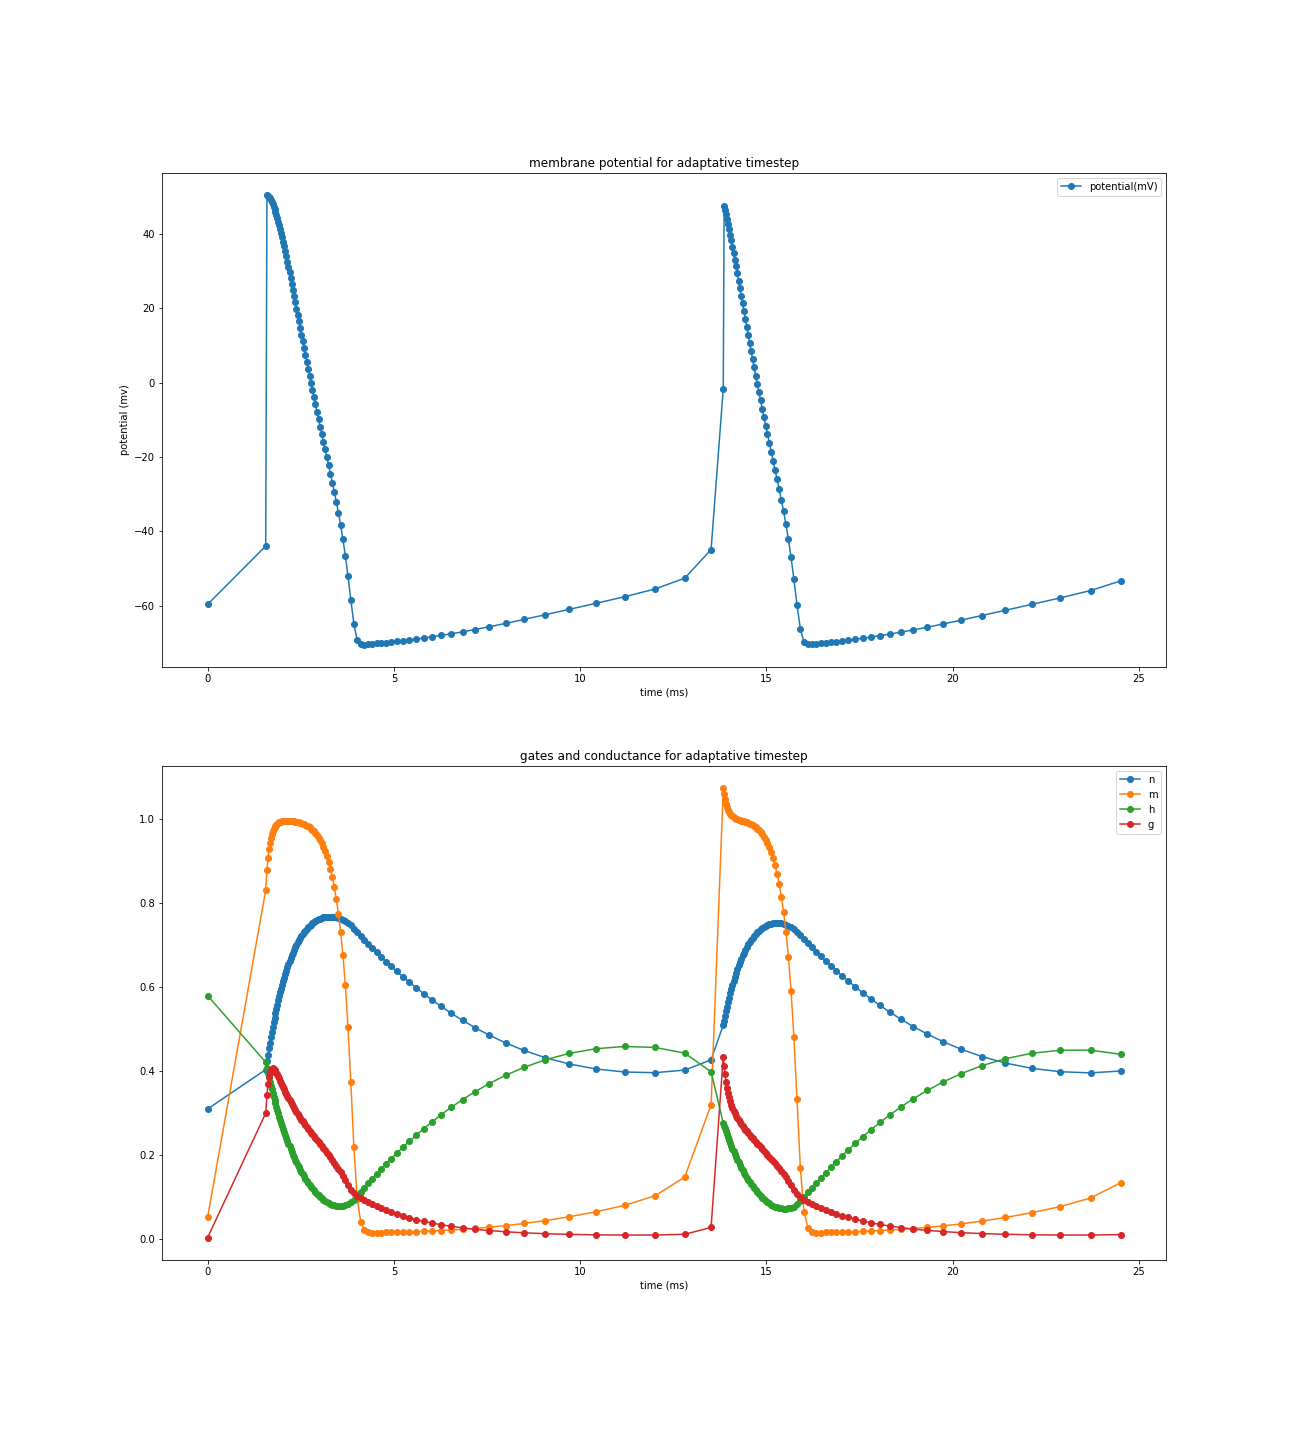 membrane potential for adaptative timestep
potential(mV)
40
20
0
−20
−40
−60
potential (mv)
0 5 10 15 20 25
time (ms)
gates and conductance for adaptative timestep
n
m
h
g
1.0
0.8
0.6
0.4
0.2
0.0
0 5 10 15 20 25
time (ms)